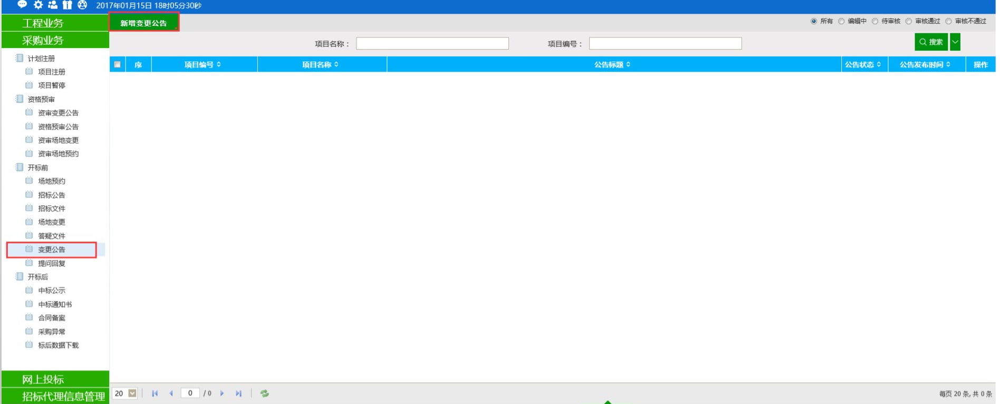 2017年01月15日 18时05分30秒
工程业务
采购业务
计划注册
项目注册
项目暂停
资格预审
资审变更公告
资格预审公告
资审场地变更
资审场地预约
开标前
场地预约
招标公告
招标文件
场地变更
答疑文件
变更公告
提问回复
开标后
中标公示
中标通知书
合同备案
采购异常
标后数据下载
网上投标
招标代理信息管理
新增变更公告
所有 编辑中 待审核 审核通过 审核不通过
项目名称： 项目编号： 搜索
序 项目编号 项目名称 公告标题 公告状态 公告发布时间 操作
20 0 / 0 每页 20 条, 共 0 条